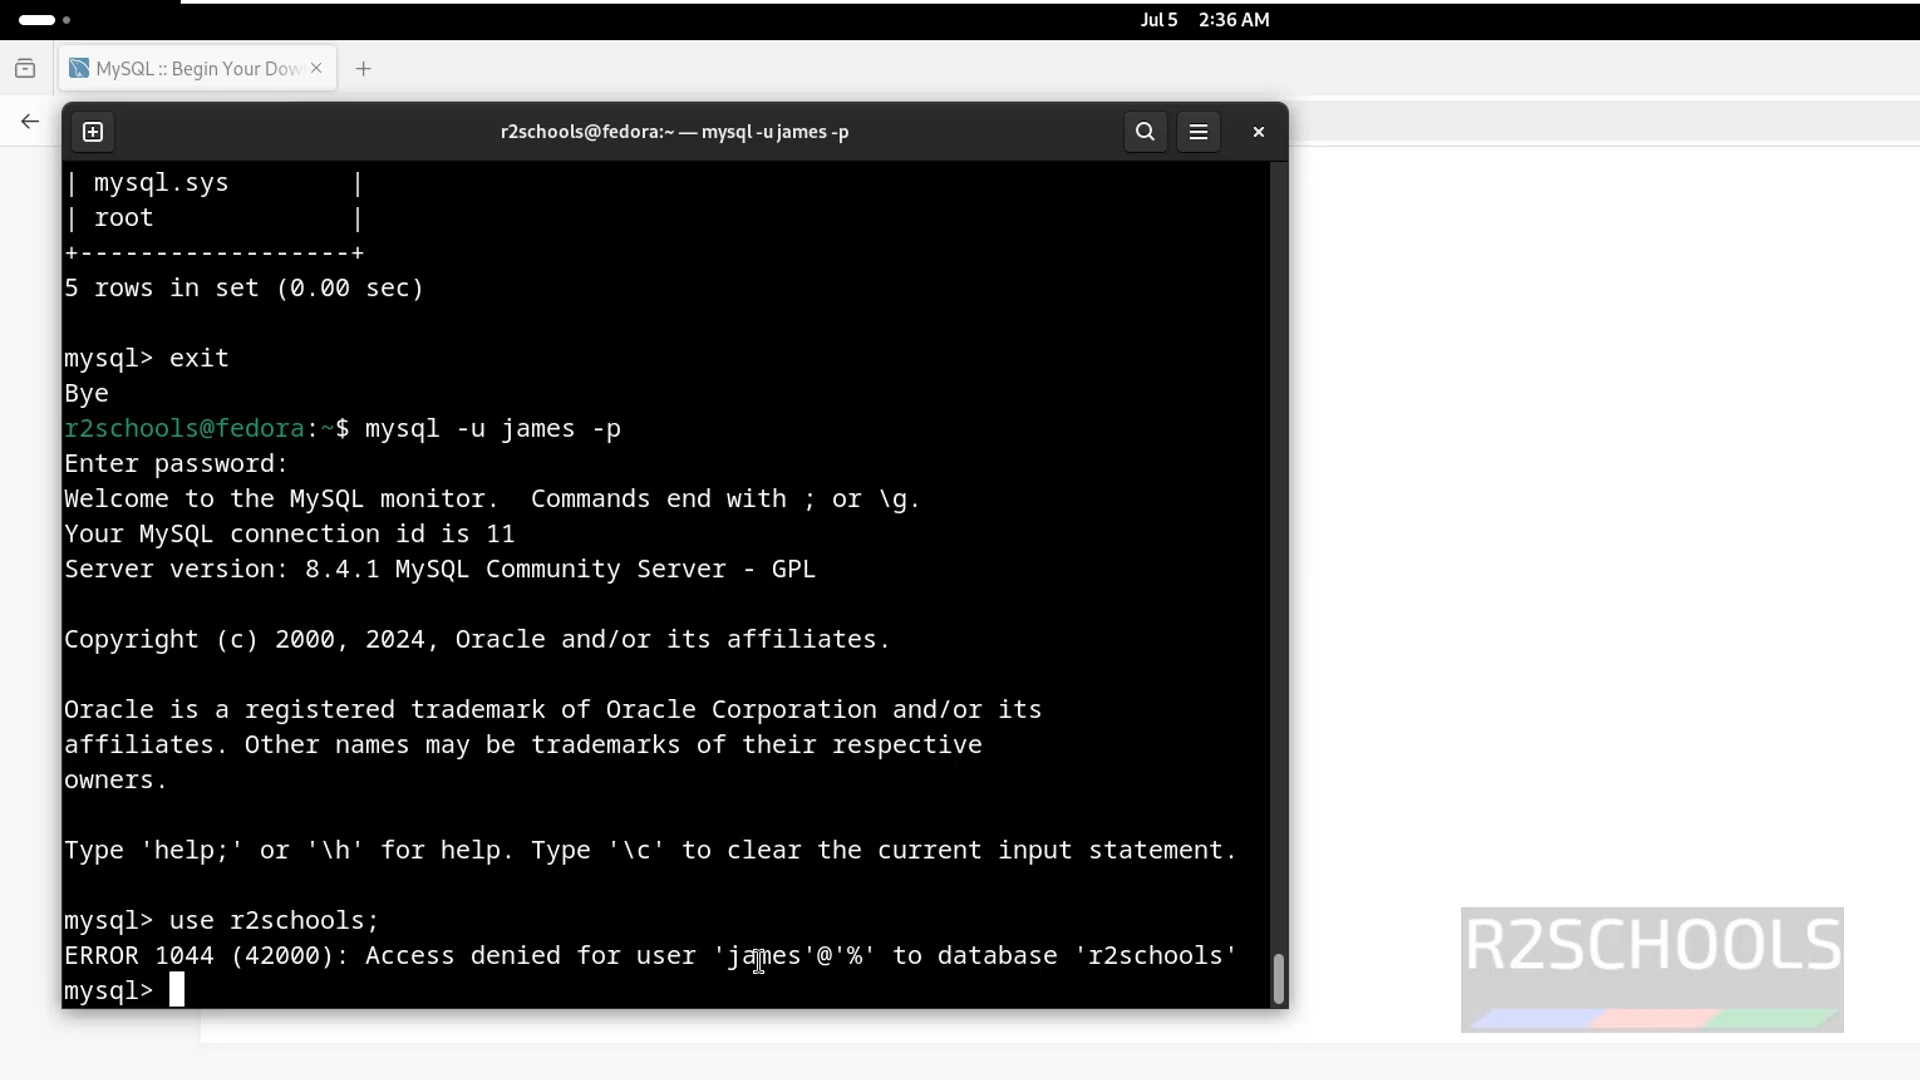 Jul 5 2:36 AM
MySQL :: Begin Your Dow
r2schools@fedora:~ — mysql -u james -p
| mysql.sys        |
| root             |
+------------------+
5 rows in set (0.00 sec)
mysql> exit
Bye
r2schools@fedora:~$ mysql -u james -p
Enter password:
Welcome to the MySQL monitor.  Commands end with ; or \g.
Your MySQL connection id is 11
Server version: 8.4.1 MySQL Community Server - GPL
Copyright (c) 2000, 2024, Oracle and/or its affiliates.
Oracle is a registered trademark of Oracle Corporation and/or its
affiliates. Other names may be trademarks of their respective
owners.
Type 'help;' or '\h' for help. Type '\c' to clear the current input statement.
mysql> use r2schools;
ERROR 1044 (42000): Access denied for user 'james'@'%' to database 'r2schools'
mysql>
R2SCHOOLS